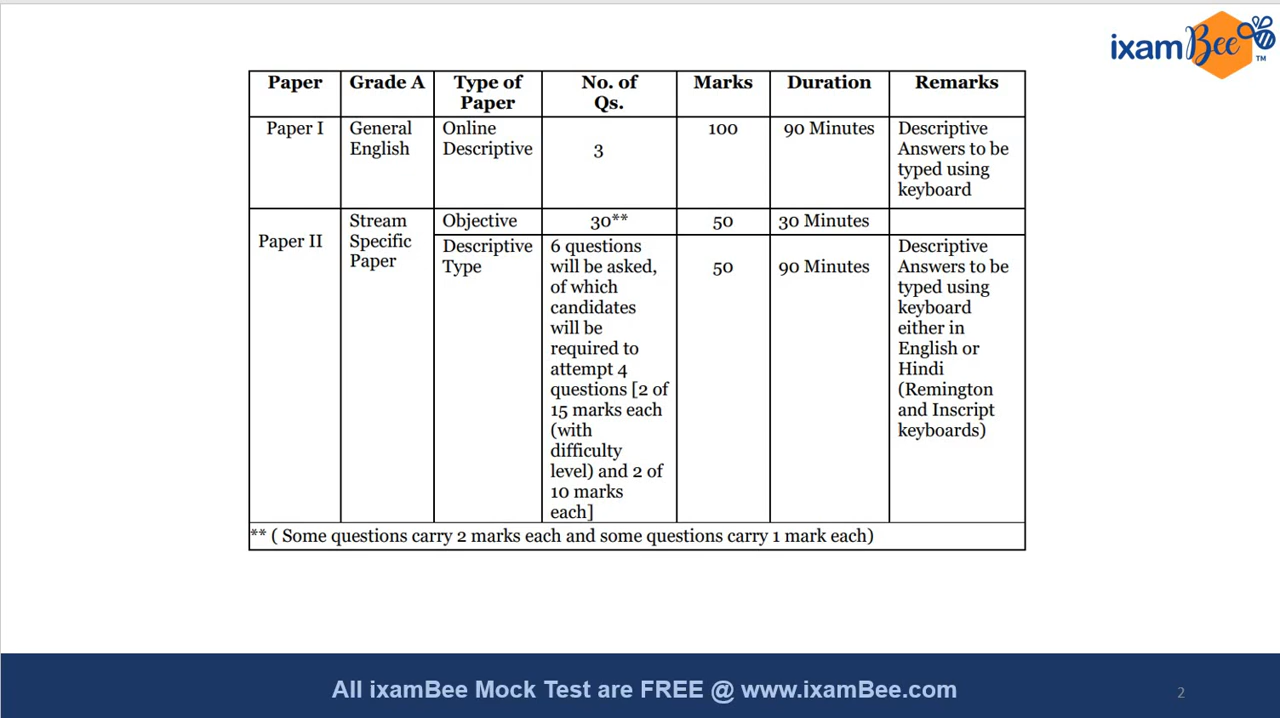 ixamBee
TM
Paper Grade A Type of Paper No. of Qs. Marks Duration Remarks
Paper I General English Online Descriptive 3 100 90 Minutes Descriptive Answers to be typed using keyboard
Paper II Stream Specific Paper Objective 30** 50 30 Minutes
Descriptive Type 6 questions will be asked, of which candidates will be required to attempt 4 questions [2 of 15 marks each (with difficulty level) and 2 of 10 marks each] 50 90 Minutes Descriptive Answers to be typed using keyboard either in English or Hindi (Remington and Inscript keyboards)
** ( Some questions carry 2 marks each and some questions carry 1 mark each)
All ixamBee Mock Test are FREE @ www.ixamBee.com
2